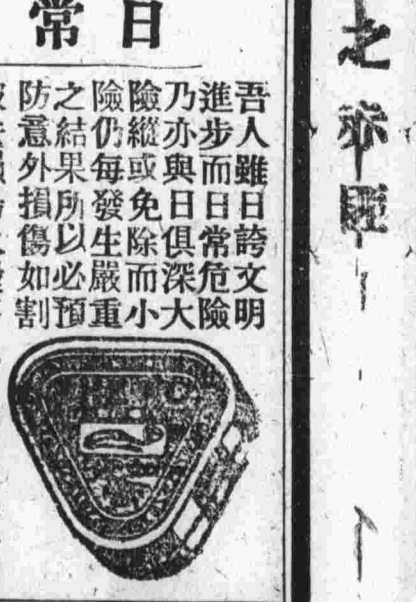 之亦
日常
吾人雖日誇文明
進步而日常危險
乃亦與日俱深大
險縱或免除而小
險仍每發生嚴重
之結果所以必預
防意外損傷如割